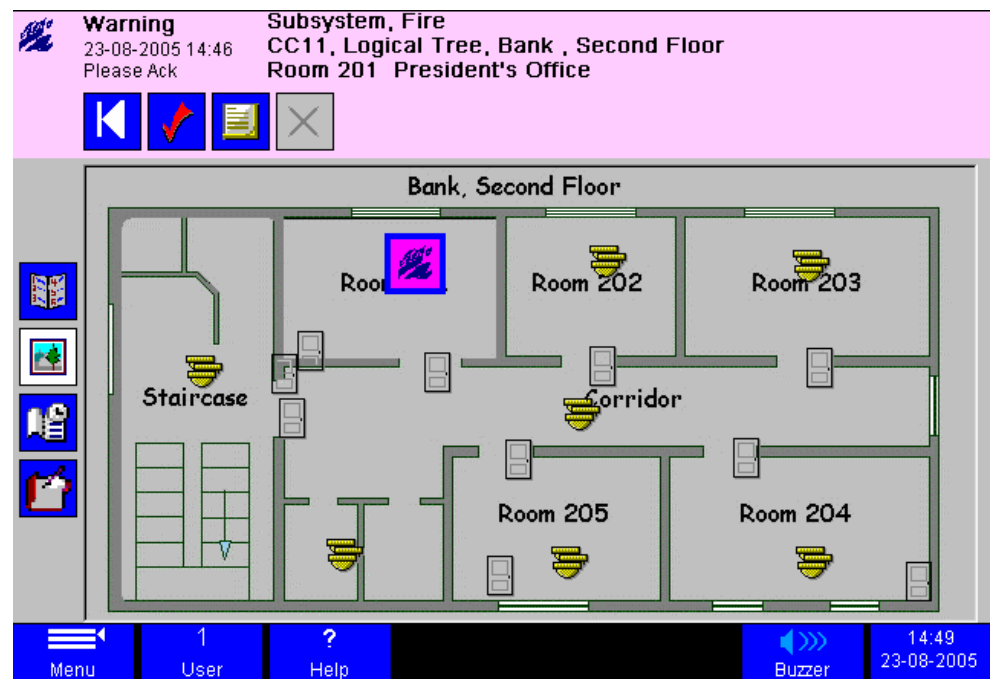 Warning
23-08-2005 14:46
Please Ack
Subsystem, Fire
CC11, Logical Tree, Bank , Second Floor
Room 201 President's Office
Bank, Second Floor
Room 202
Room 203
Staircase
Corridor
Room 205
Room 204
Menu
1
User
?
Help
Buzzer
14:49
23-08-2005